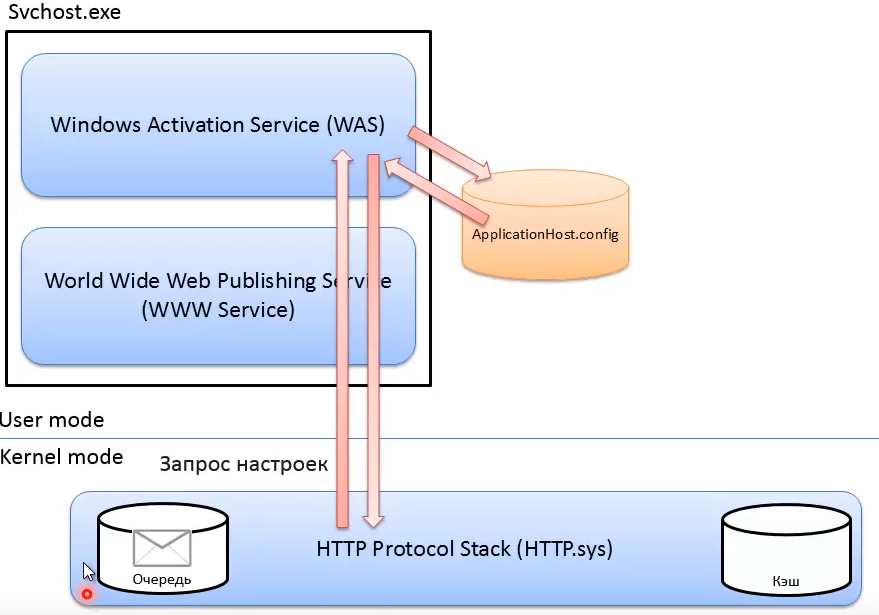 Svchost.exe
Windows Activation Service (WAS)
ApplicationHost.config
World Wide Web Publishing Service
(WWW Service)
User mode
Kernel mode
Запрос настроек
HTTP Protocol Stack (HTTP.sys)
Очередь
Кэш